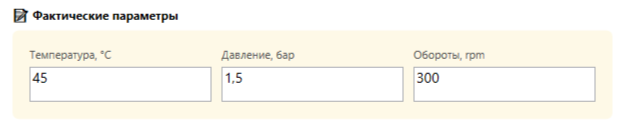 Фактические параметры
Температура, °C Давление, бар Обороты, rpm
45 1,5 300